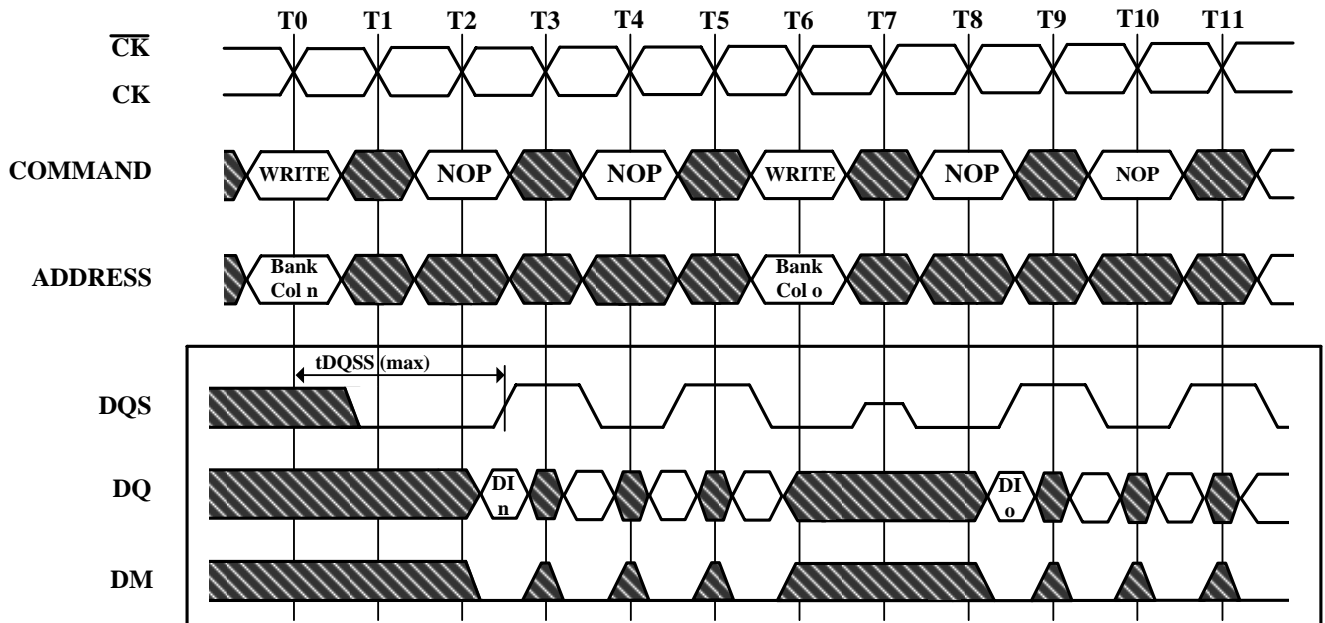 T0 T1 T2 T3 T4 T5 T6 T7 T8 T9 T10 T11
CK
CK
COMMAND WRITE NOP NOP WRITE NOP NOP
ADDRESS Bank Col n Bank Col o
tDQSS (max)
DQS
DQ DI n DI o
DM